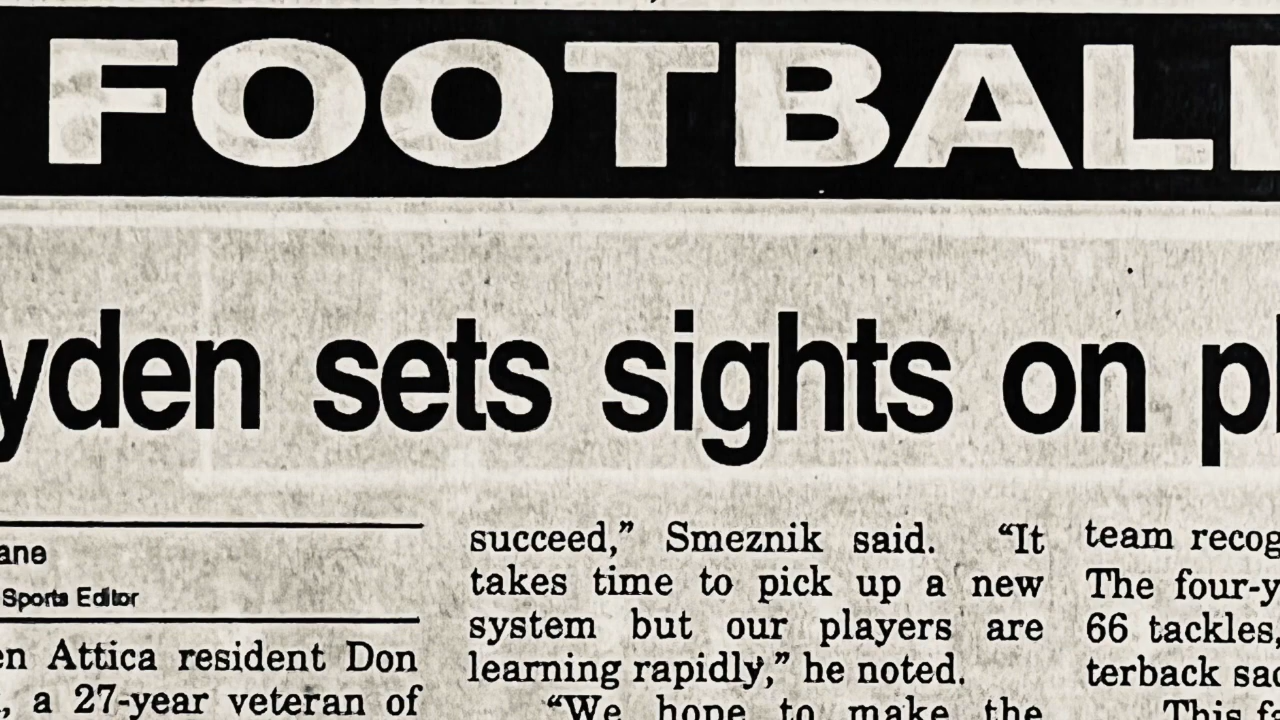 FOOTBALL
yden sets sights on pl
ane
Sports Editor
en Attica resident Don
, a 27-year veteran of
succeed,” Smeznik said. “It
takes time to pick up a new
system but our players are
learning rapidly,” he noted.
“We hope to make the
team recog
The four-y
66 tackles,
terback sac
This fa